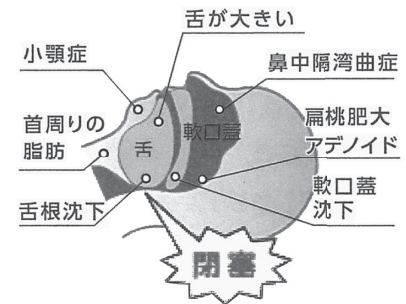 舌が大きい
小顎症
鼻中隔湾曲症
首周りの
脂肪
舌
軟口蓋
扁桃肥大
アデノイド
舌根沈下
軟口蓋
沈下
閉塞